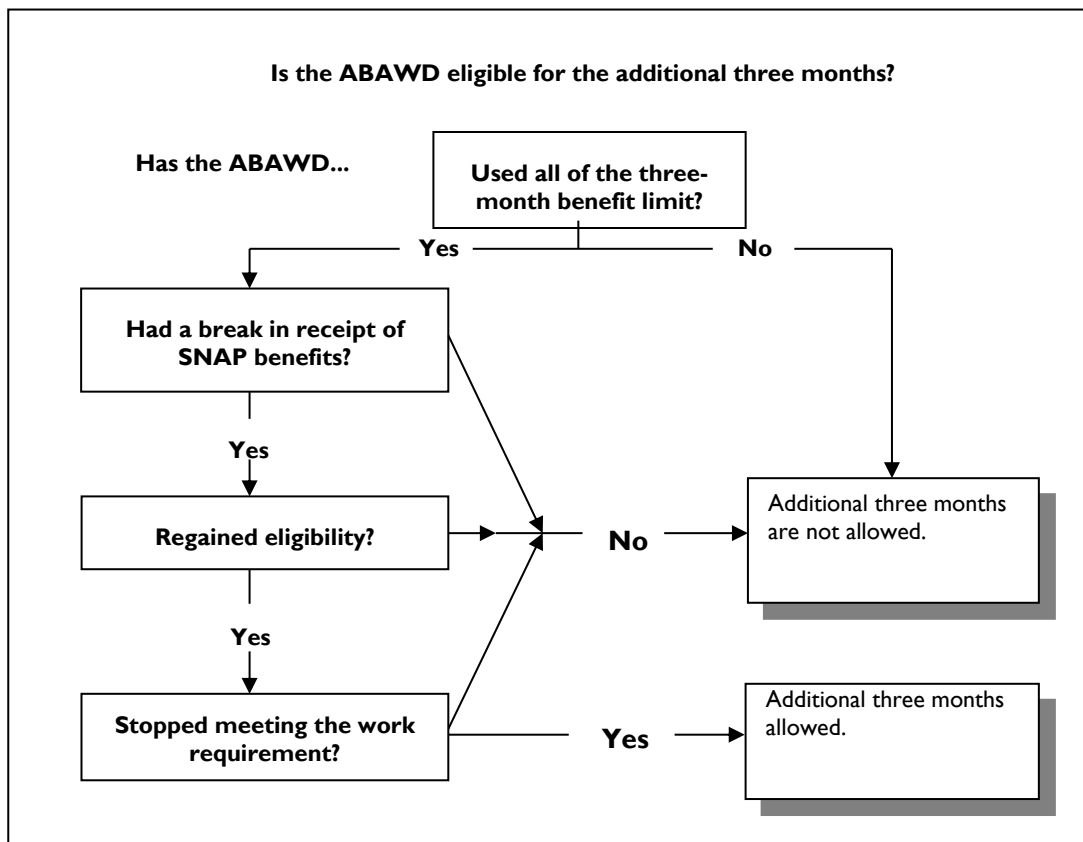 Is the ABAWD eligible for the additional three months?
Has the ABAWD...
Used all of the three-
month benefit limit?
Yes
No
Had a break in receipt of
SNAP benefits?
Yes
Regained eligibility?
No
Additional three months
are not allowed.
Yes
Stopped meeting the work
requirement?
Yes
Additional three months
allowed.